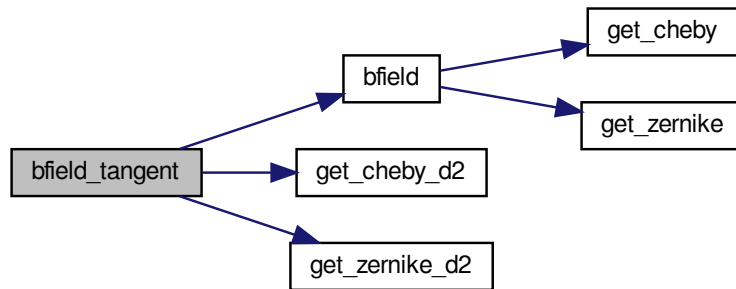 get_cheby
bfield
get_zernike
bfield_tangent
get_cheby_d2
get_zernike_d2